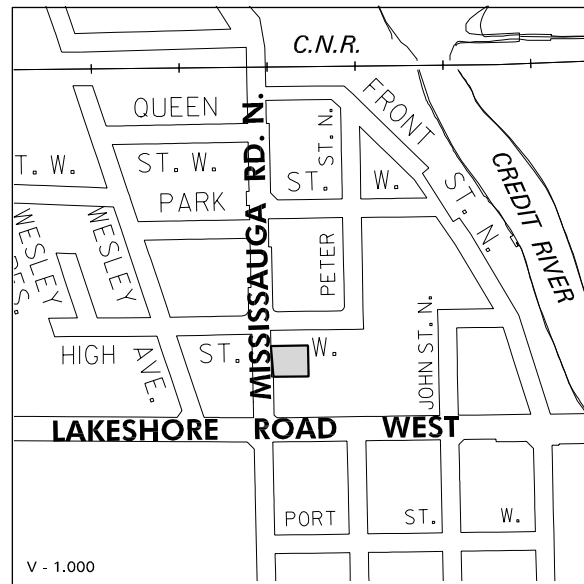 C.N.R.
QUEEN ST. W.
FRONT ST. N.
T. W.
PARK ST. W.
MISSISSAUGA RD. N.
PETER ST. N.
CREDIT RIVER
WESLEY
ES.
WESLEY AVE.
HIGH ST. W.
JOHN ST. N.
LAKESHORE ROAD WEST
PORT ST. W.
V - 1.000